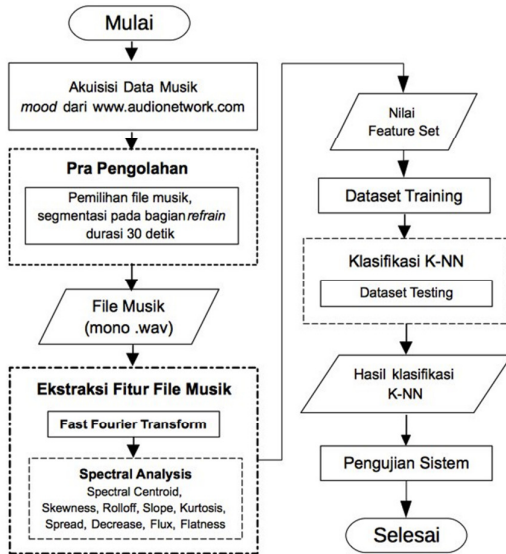 Mulai
Akuisisi Data Musik
mood dari www.audionetwork.com
Pra Pengolahan
Pemilihan file musik,
segmentasi pada bagian refrain
durasi 30 detik
File Musik
(mono .wav)
Ekstraksi Fitur File Musik
Fast Fourier Transform
Spectral Analysis
Spectral Centroid,
Skewness, Rolloff, Slope, Kurtosis,
Spread, Decrease, Flux, Flatness
Nilai
Feature Set
Dataset Training
Klasifikasi K-NN
Dataset Testing
Hasil klasifikasi
K-NN
Pengujian Sistem
Selesai